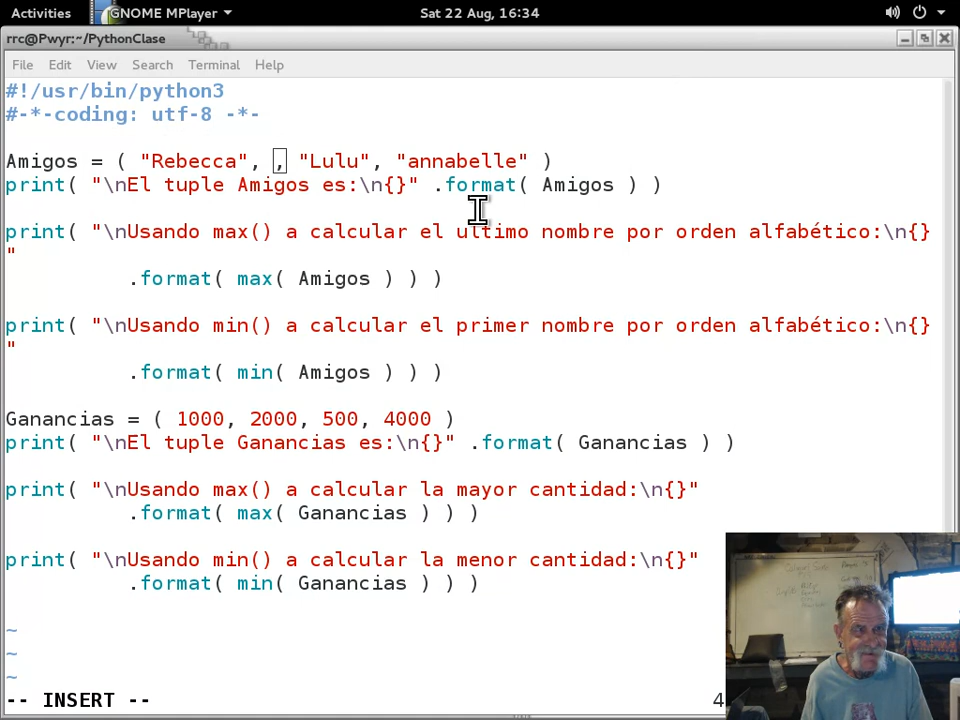 Activities GNOME MPlayer Sat 22 Aug, 16:34
rrc@Pwyr:~/PythonClase
File Edit View Search Terminal Help
#!/usr/bin/python3
#-*-coding: utf-8 -*-
Amigos = ( "Rebecca", , "Lulu", "annabelle" )
print( "\nEl tuple Amigos es:\n{}" .format( Amigos ) )
print( "\nUsando max() a calcular el ultimo nombre por orden alfabético:\n{}
"
.format( max( Amigos ) ) )
print( "\nUsando min() a calcular el primer nombre por orden alfabético:\n{}
"
.format( min( Amigos ) ) )
Ganancias = ( 1000, 2000, 500, 4000 )
print( "\nEl tuple Ganancias es:\n{}" .format( Ganancias ) )
print( "\nUsando max() a calcular la mayor cantidad:\n{}"
.format( max( Ganancias ) ) )
print( "\nUsando min() a calcular la menor cantidad:\n{}"
.format( min( Ganancias ) ) )
~
~
~
-- INSERT -- 4